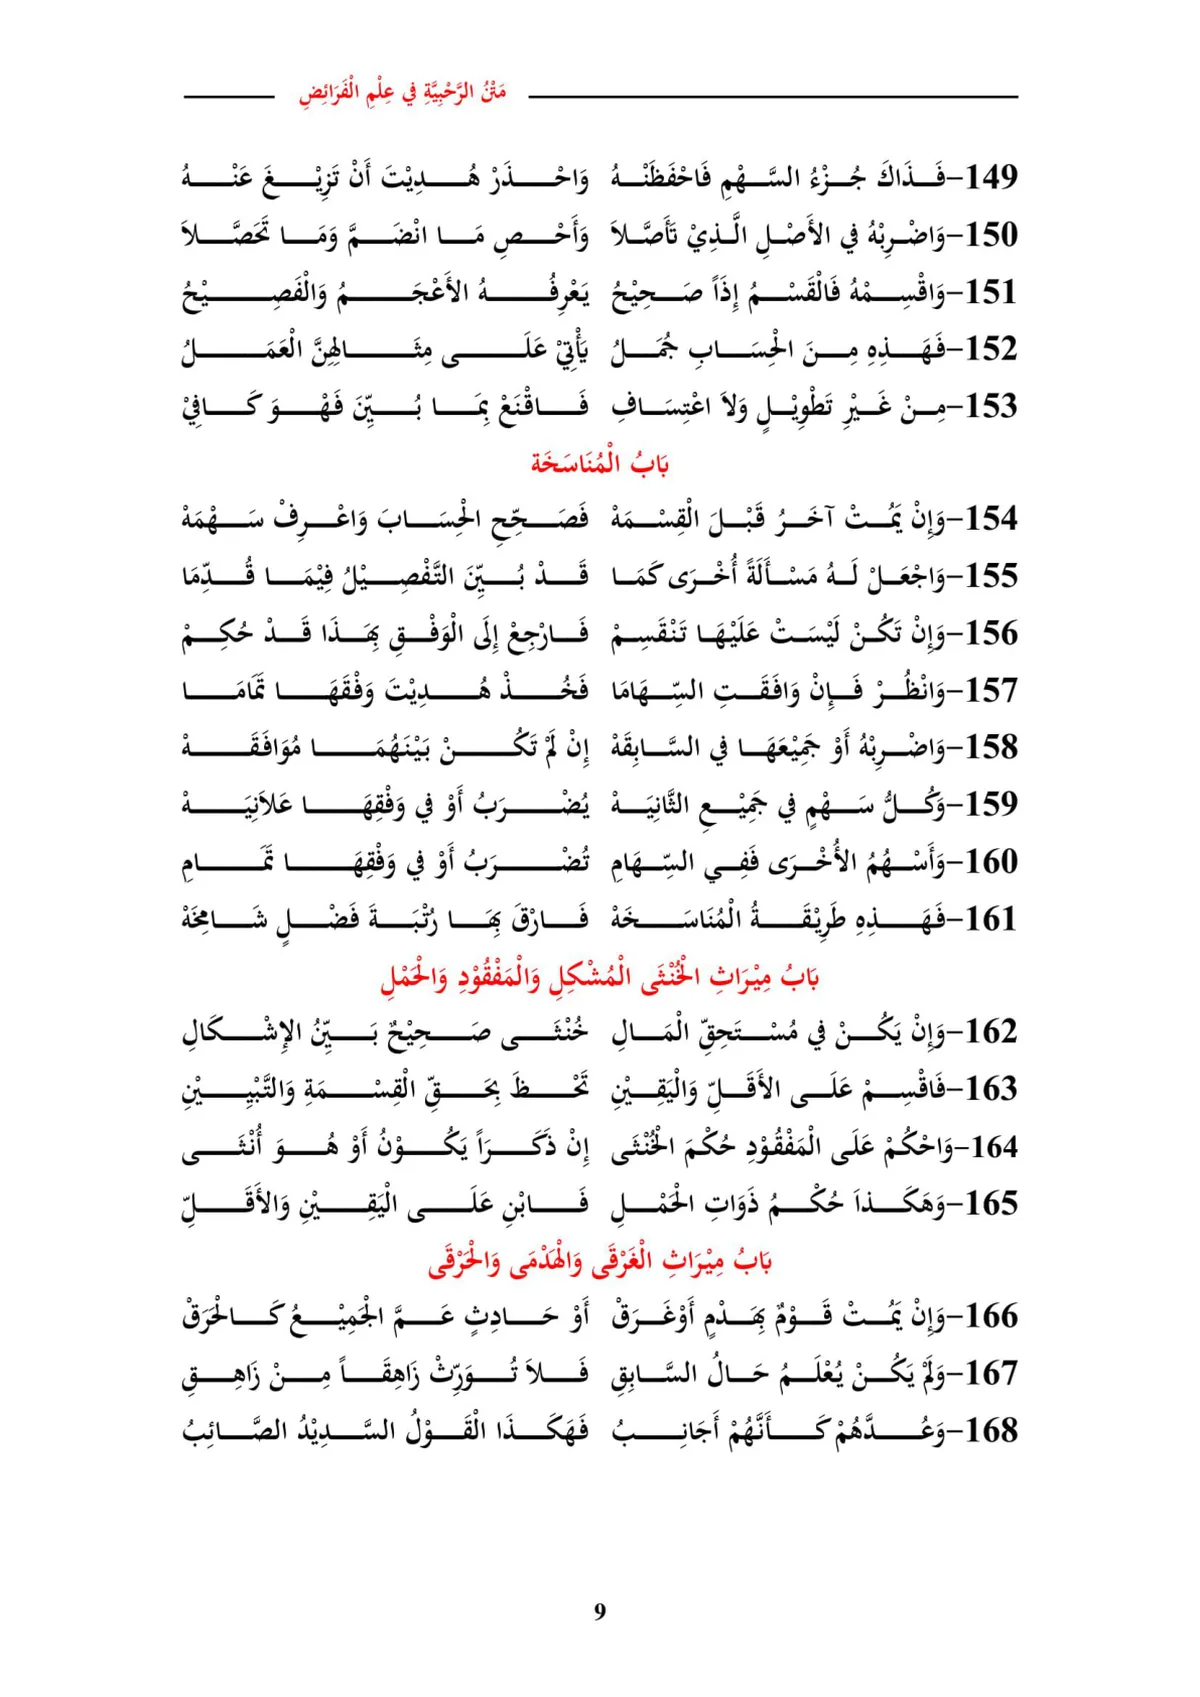 مَتْنُ الرَّحْبِيَّةِ فِي عِلْمِ الْفَرَائِضِ
149-فَذَاكَ جُزْءُ السَّهْمِ فَاحْفَظَنْهُ وَاحْذَرْ هُدِيْتَ أَنْ تَزِيْغَ عَنْهُ
150-وَاضْرِبْهُ فِي الأَصْلِ الَّذِيْ تَأَصَّلاَ وَأَحْصِ مَا انْضَمَّ وَمَا تَحَصَّلاَ
151-وَاقْسِمْهُ فَالْقَسْمُ إِذَاً صَحِيْحُ يَعْرِفُهُ الأَعْجَمُ وَالْفَصِيْحُ
152-فَهَذِهِ مِنَ الْحِسَابِ جُمَلُ يَأْتِيْ عَلَى مِثَالِهِنَّ الْعَمَلُ
153-مِنْ غَيْرِ تَطْوِيْلٍ وَلاَ اعْتِسَافِ فَاقْنَعْ بِمَا بُيِّنَ فَهْوَ كَافِيْ
بَابُ الْمُنَاسَخَة
154-وَإِنْ يَمُتْ آخَرُ قَبْلَ الْقِسْمَهْ فَصَحِّحِ الْحِسَابَ وَاعْرِفْ سَهْمَهْ
155-وَاجْعَلْ لَهُ مَسْأَلَةً أُخْرَى كَمَا قَدْ بُيِّنَ التَّفْصِيْلُ فِيْمَا قُدِّمَا
156-وَإِنْ تَكُنْ لَيْسَتْ عَلَيْهَا تَنْقَسِمْ فَارْجِعْ إِلَى الْوَفْقِ بِهَذَا قَدْ حُكِمْ
157-وَانْظُرْ فَإِنْ وَافَقَتِ السِّهَامَا فَخُذْ هُدِيْتَ وَفْقَهَا تَمَامَا
158-وَاضْرِبْهُ أَوْ جَمِيْعَهَا فِي السَّابِقَهْ إِنْ لَمْ تَكُنْ بَيْنَهُمَا مُوَافَقَهْ
159-وَكُلُّ سَهْمٍ فِي جَمِيْعِ الثَّانِيَهْ يُضْرَبُ أَوْ فِي وَفْقِهَا عَلاَنِيَهْ
160-وَأَسْهُمُ الأُخْرَى فَفِي السِّهَامِ تُضْرَبُ أَوْ فِي وَفْقِهَا تَمَامِ
161-فَهَذِهِ طَرِيْقَةُ الْمُنَاسَخَهْ فَارْقَ بِهَا رُتْبَةَ فَضْلٍ شَامِخَهْ
بَابُ مِيْرَاثِ الْخُنْثَى الْمُشْكِلِ وَالْمَفْقُوْدِ وَالْحَمْلِ
162-وَإِنْ يَكُنْ فِي مُسْتَحِقِّ الْمَالِ خُنْثَى صَحِيْحٌ بَيِّنُ الإِشْكَالِ
163-فَاقْسِمْ عَلَى الأَقَلِّ وَالْيَقِيْنِ تَحْظَ بِحَقِّ الْقِسْمَةِ وَالتَّبْيِيْنِ
164-وَاحْكُمْ عَلَى الْمَفْقُوْدِ حُكْمَ الْخُنْثَى إِنْ ذَكَرَاً يَكُوْنُ أَوْ هُوَ أُنْثَى
165-وَهَكَذاَ حُكْمُ ذَوَاتِ الْحَمْلِ فَابْنِ عَلَى الْيَقِيْنِ وَالأَقَلِّ
بَابُ مِيْرَاثِ الْغَرْقَى وَالْهَدْمَى وَالْحَرْقَى
166-وَإِنْ يَمُتْ قَوْمٌ بِهَدْمٍ أَوْغَرَقْ أَوْ حَادِثٍ عَمَّ الْجَمِيْعُ كَالْحَرَقْ
167-وَلَمْ يَكُنْ يُعْلَمُ حَالُ السَّابِقِ فَلاَ تُوَرِّثْ زَاهِقَاً مِنْ زَاهِقِ
168-وَعُدَّهُمْ كَأَنَّهُمْ أَجَانِبُ فَهَكَذَا الْقَوْلُ السَّدِيْدُ الصَّائِبُ
9